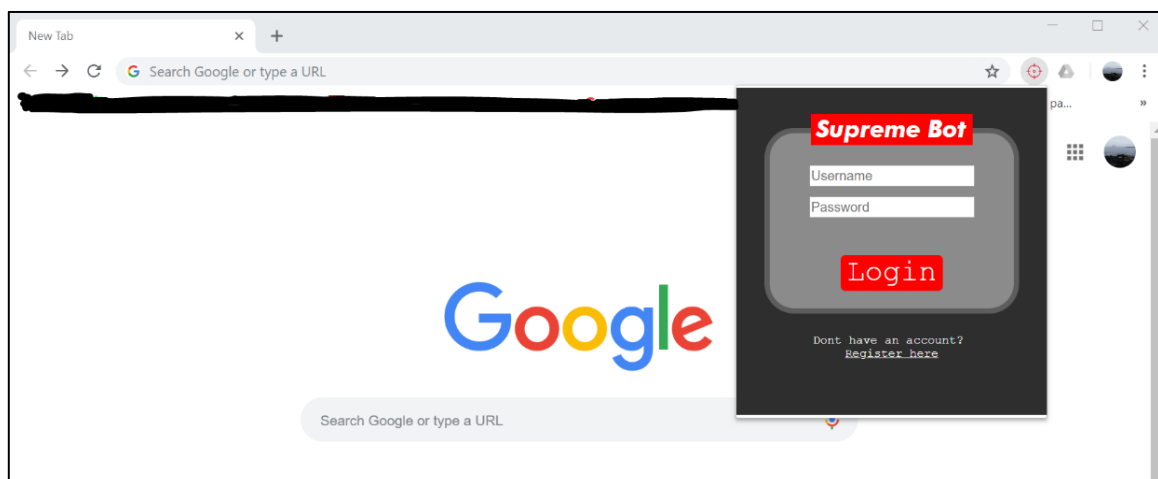 New Tab
Search Google or type a URL
pa...
Supreme Bot
Username
Password
Login
Dont have an account?
Register here
Google
Search Google or type a URL